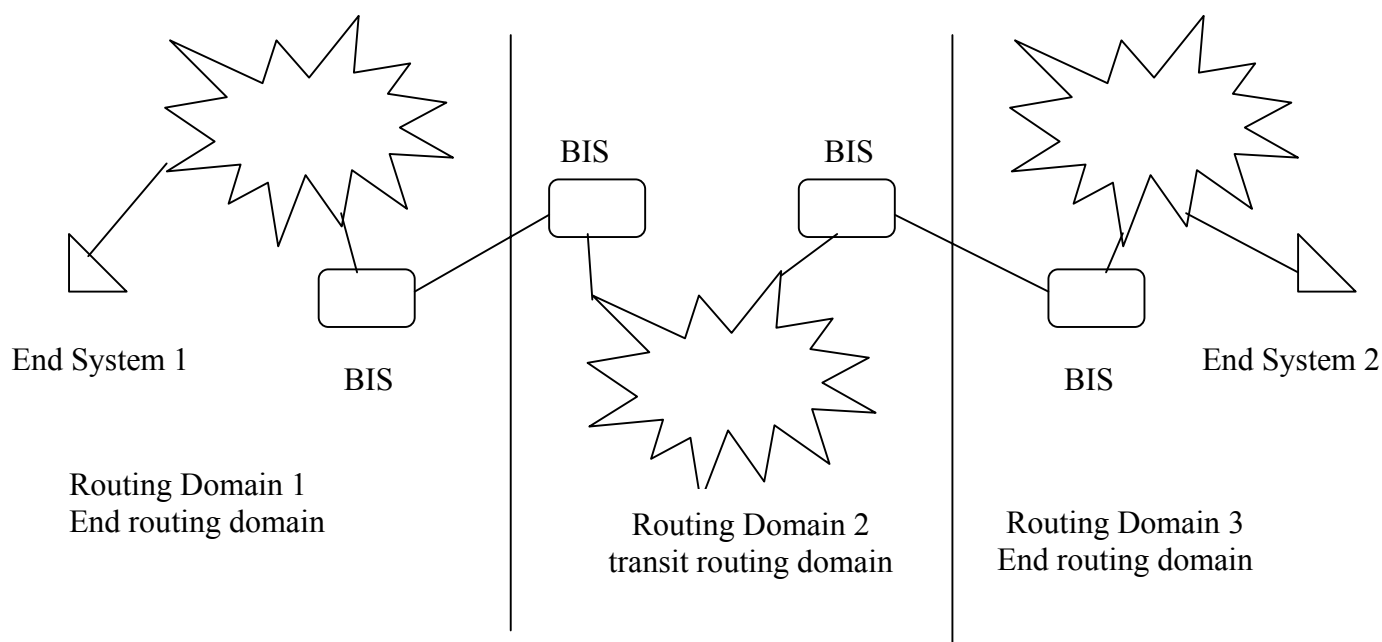 BIS
BIS
End System 1
BIS
BIS
End System 2
Routing Domain 1
End routing domain
Routing Domain 2
transit routing domain
Routing Domain 3
End routing domain